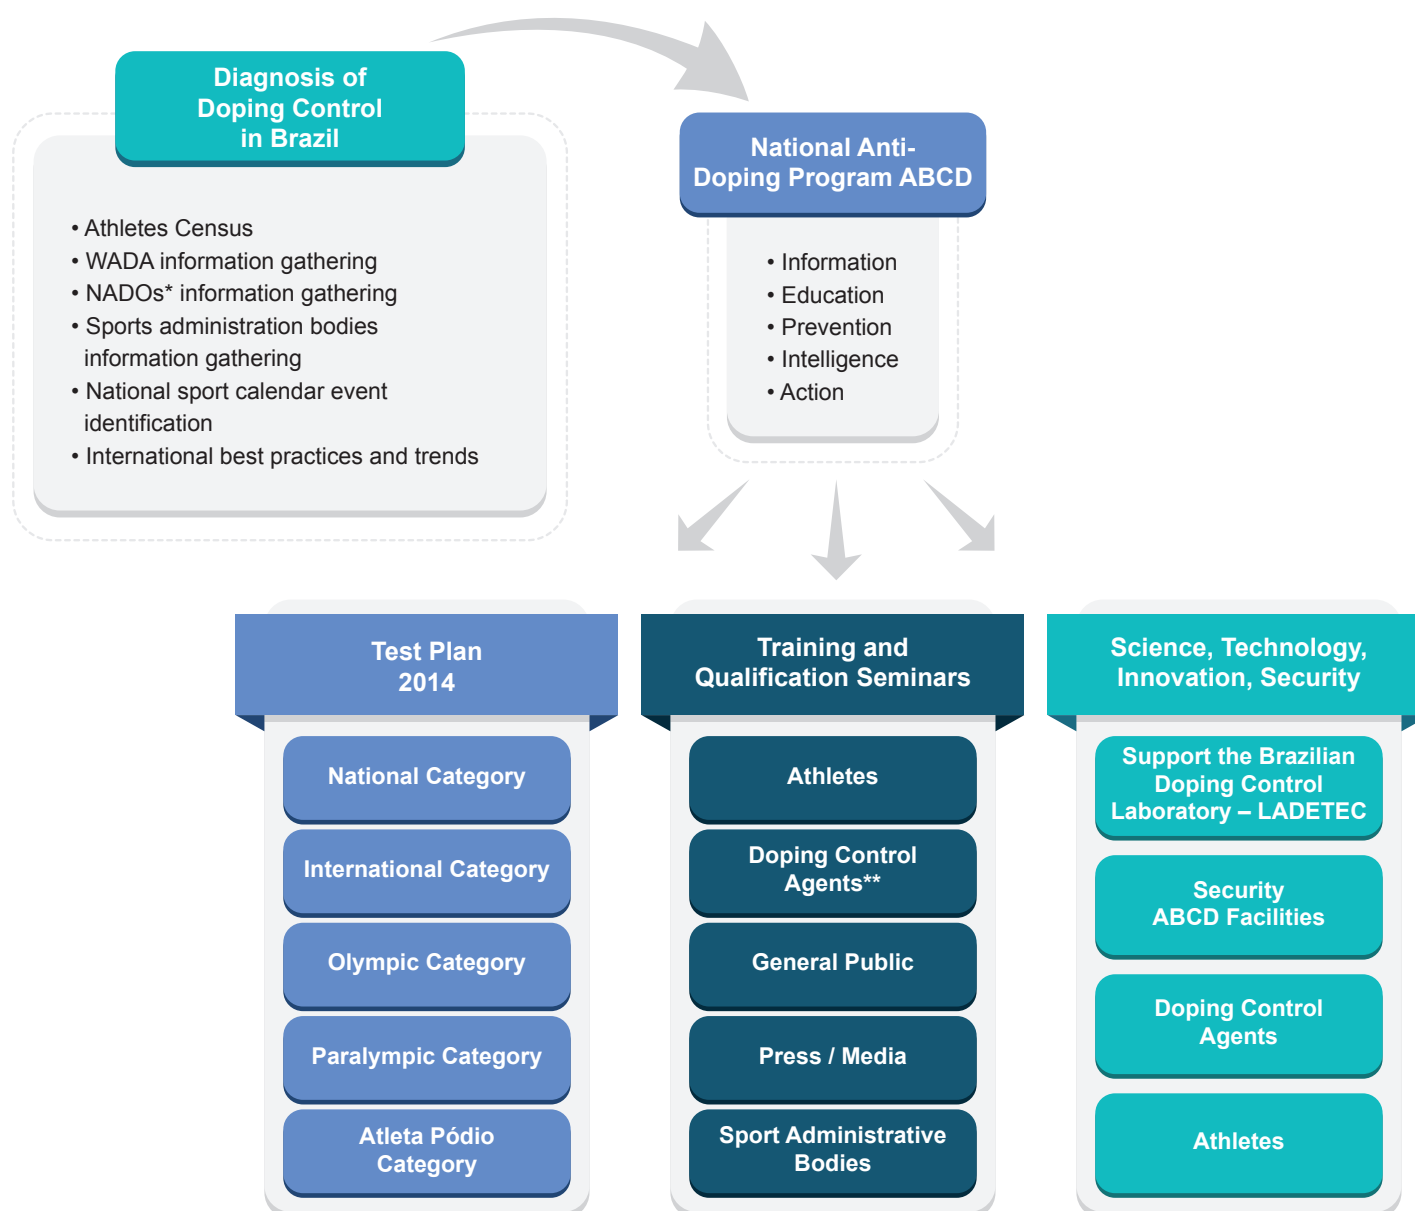 Diagnosis of
Doping Control
in Brazil
• Athletes Census
• WADA information gathering
• NADOs* information gathering
• Sports administration bodies
information gathering
• National sport calendar event
identification
• International best practices and trends
National Anti-
Doping Program ABCD
• Information
• Education
• Prevention
• Intelligence
• Action
Test Plan
2014
National Category
International Category
Olympic Category
Paralympic Category
Atleta Pódio
Category
Training and
Qualification Seminars
Athletes
Doping Control
Agents**
General Public
Press / Media
Sport Administrative
Bodies
Science, Technology,
Innovation, Security
Support the Brazilian
Doping Control
Laboratory – LADETEC
Security
ABCD Facilities
Doping Control
Agents
Athletes